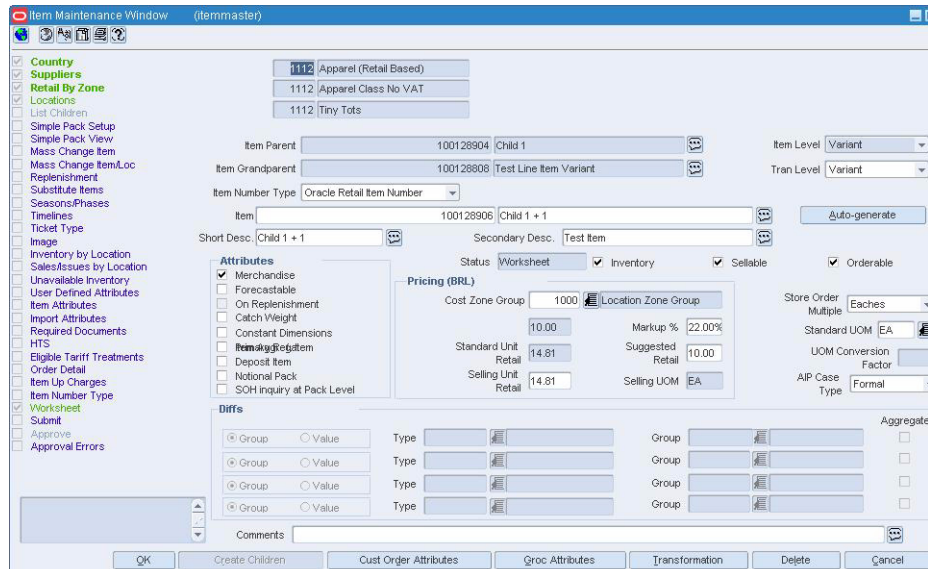 Item Maintenance Window (itemmaster)
Country
Suppliers
Retail By Zone
Locations
List Children
Simple Pack Setup
Simple Pack View
Mass Change Item
Mass Change Item/Loc
Replenishment
Substitute Items
Seasons/Phases
Timelines
Ticket Type
Image
Inventory by Location
Sales/Issues by Location
Unavailable Inventory
User Defined Attributes
Item Attributes
Import Attributes
Required Documents
HTS
Eligible Tariff Treatments
Order Detail
Item Up Charges
Item Number Type
Worksheet
Submit
Approve
Approval Errors
1112 Apparel (Retail Based)
1112 Apparel Class No VAT
1112 Tiny Tots
Item Parent 100128904 Child 1 Item Level Variant
Item Grandparent 100128808 Test Line Item Variant Tran Level Variant
Item Number Type Oracle Retail Item Number
Item 100128906 Child 1 + 1 Auto-generate
Short Desc. Child 1 + 1 Secondary Desc. Test Item
Status Worksheet Inventory Sellable Orderable
Attributes
Merchandise
Forecastable
On Replenishment
Catch Weight
Constant Dimensions
Deposit Item
Notional Pack
SOH inquiry at Pack Level
Pricing (BRL)
Cost Zone Group 1000 Location Zone Group
10.00 Markup % 22.00%
Standard Unit Retail 14.81 Suggested Retail 10.00
Selling Unit Retail 14.81 Selling UOM EA
Store Order Multiple Eaches
Standard UOM EA
UOM Conversion Factor
AIP Case Type Formal
Diffs
Aggregate
Group Value Type Group
Group Value Type Group
Group Value Type Group
Group Value Type Group
Comments
OK Create Children Cust Order Attributes Groc Attributes Transformation Delete Cancel